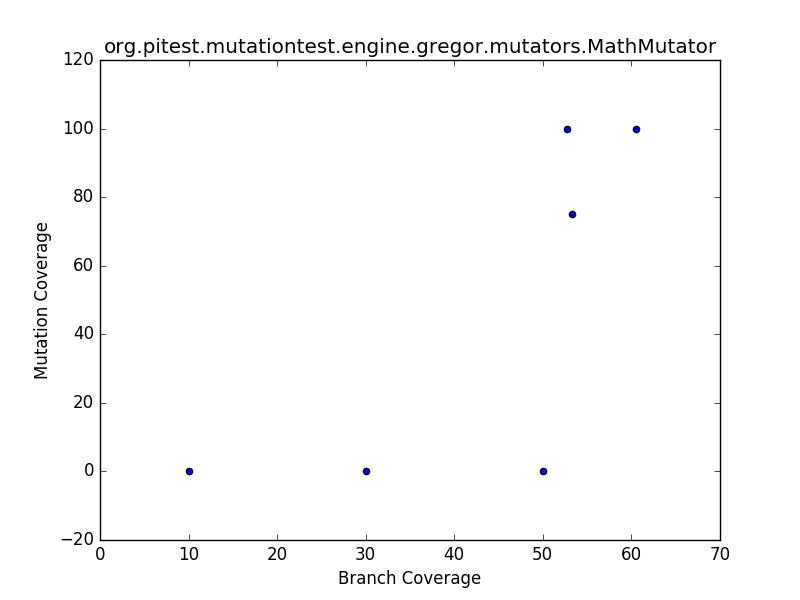 org.pitest.mutationtest.engine.gregor.mutators.MathMutator
120
100
80
60
40
20
0
−20
Mutation Coverage
0 10 20 30 40 50 60 70
Branch Coverage